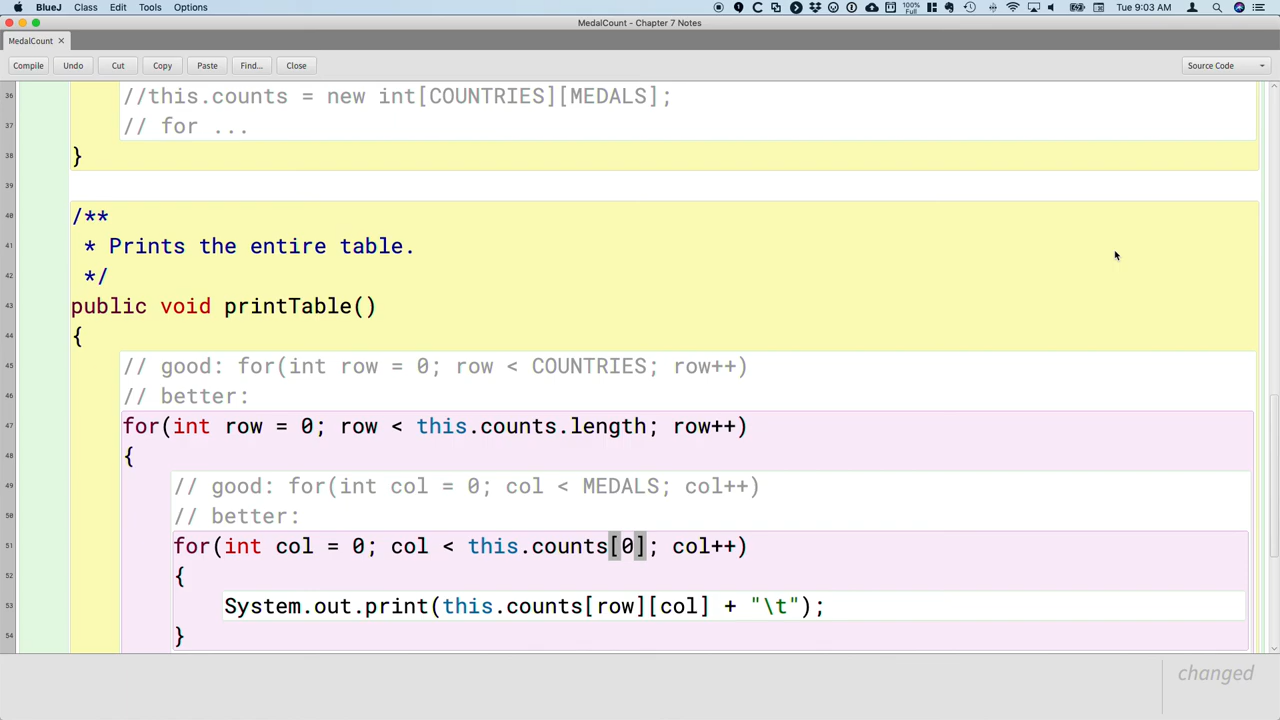 BlueJ Class Edit Tools Options 100% Full Tue 9:03 AM
MedalCount - Chapter 7 Notes
MedalCount ×
Compile Undo Cut Copy Paste Find... Close Source Code
36 //this.counts = new int[COUNTRIES][MEDALS];
37 // for ...
38 }
39
40 /**
41 * Prints the entire table.
42 */
43 public void printTable()
44 {
45 // good: for(int row = 0; row < COUNTRIES; row++)
46 // better:
47 for(int row = 0; row < this.counts.length; row++)
48 {
49 // good: for(int col = 0; col < MEDALS; col++)
50 // better:
51 for(int col = 0; col < this.counts[0]; col++)
52 {
53 System.out.print(this.counts[row][col] + "\t");
54 }
changed